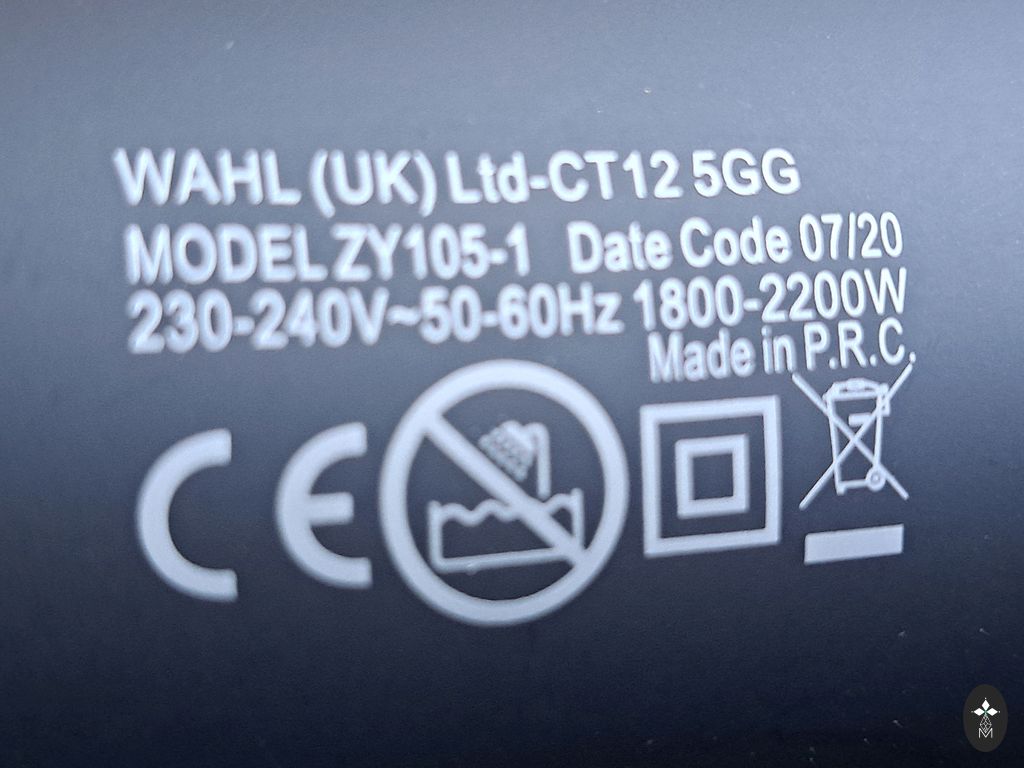 WAHL (UK) Ltd-CT12 5GG
MODEL ZY105-1 Date Code 07/20
230-240V~50-60Hz 1800-2200W
Made in P.R.C.
CE
M